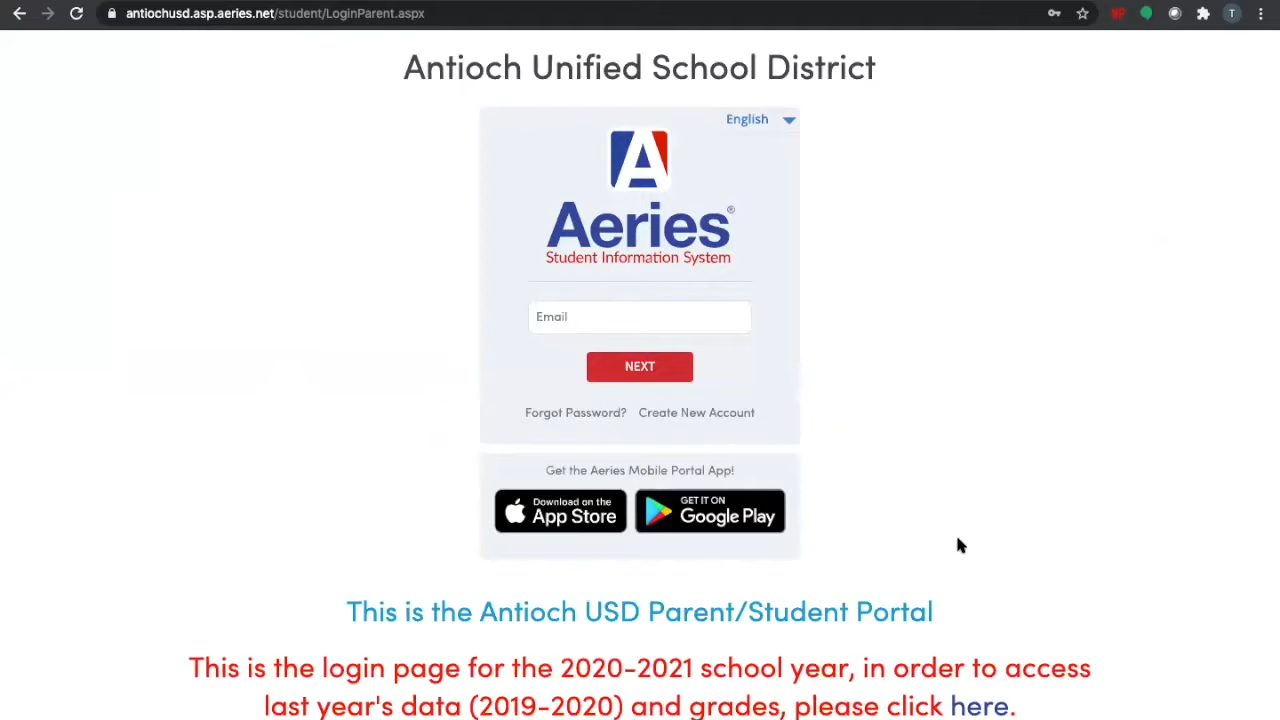 antiochusd.asp.aeries.net/student/LoginParent.aspx
NP
T
Antioch Unified School District
English
A
Aeries®
Student Information System
Email
NEXT
Forgot Password? Create New Account
Get the Aeries Mobile Portal App!
Download on the
App Store
GET IT ON
Google Play
This is the Antioch USD Parent/Student Portal
This is the login page for the 2020-2021 school year, in order to access
last year's data (2019-2020) and grades, please click here.